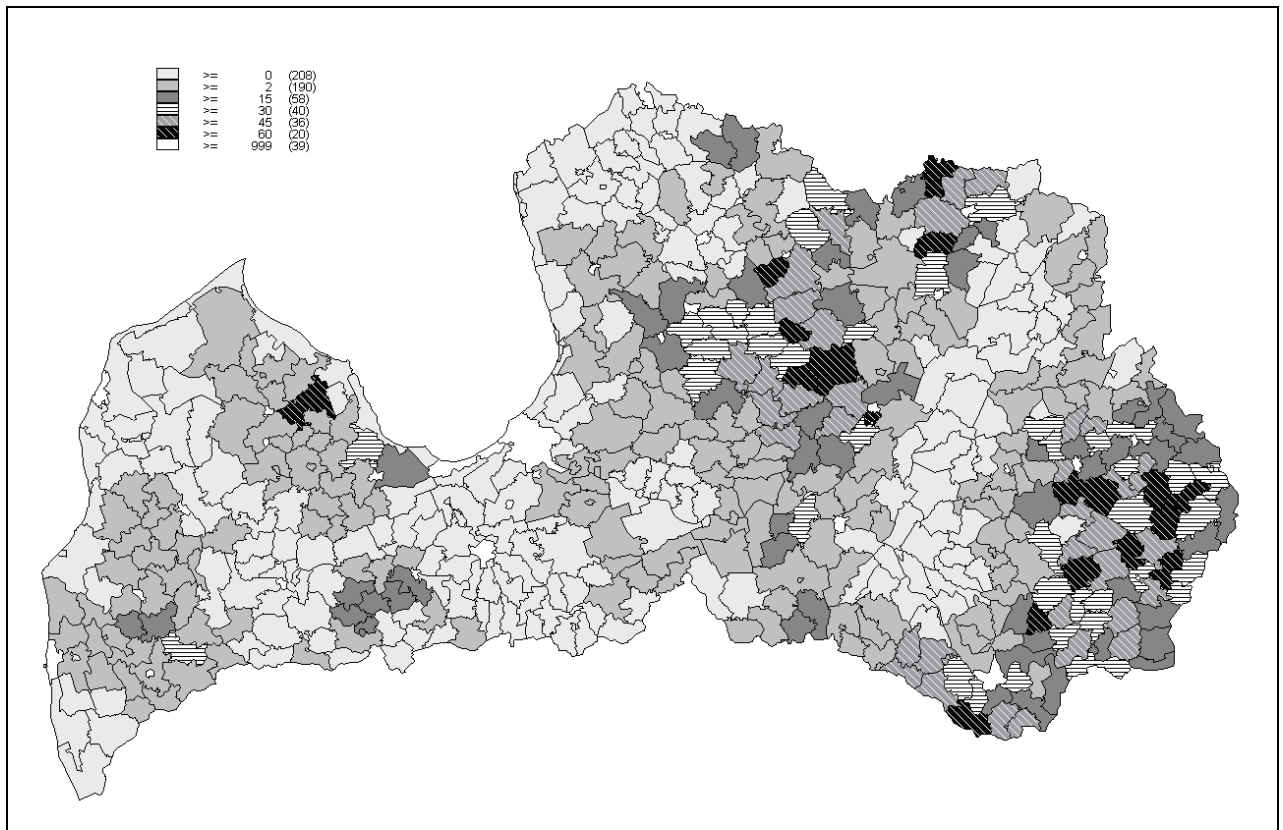 >= 0 (208)
>= 2 (190)
>= 15 (58)
>= 30 (40)
>= 45 (36)
>= 60 (20)
>= 999 (39)